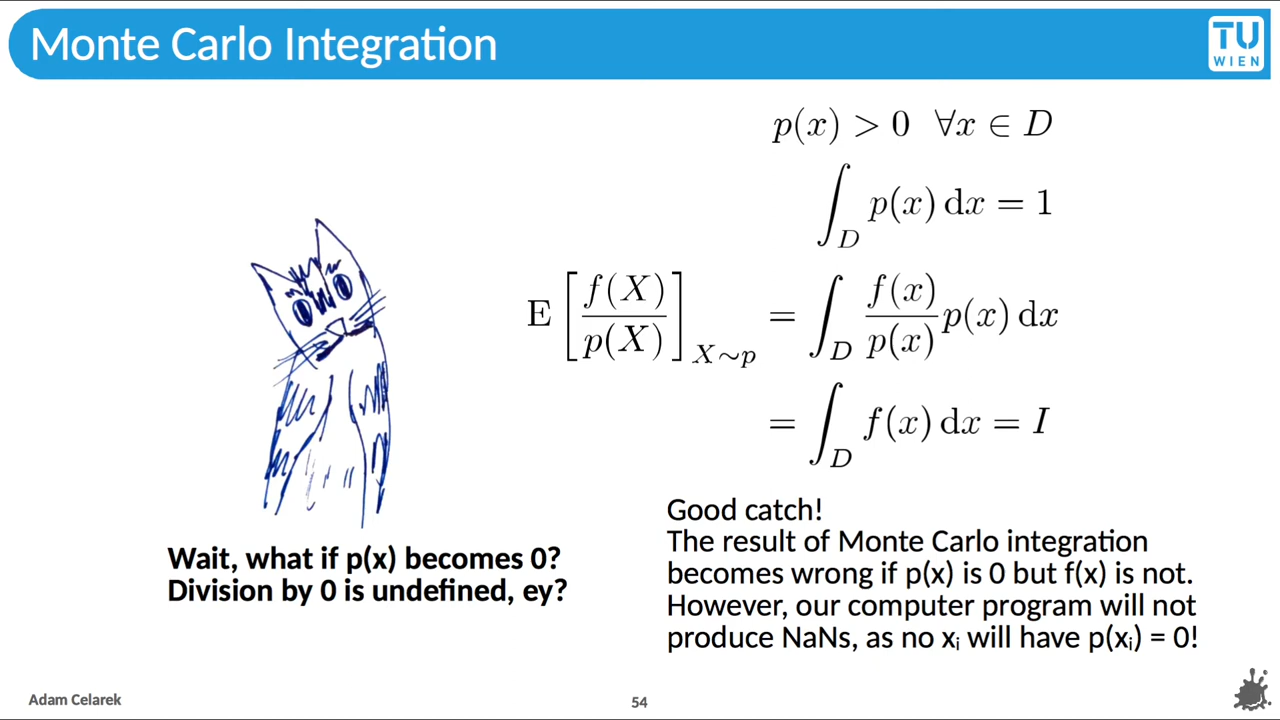 Monte Carlo Integration
TU
WIEN
p(x) > 0 ∀x ∈ D
∫_D p(x) dx = 1
E[f(X)/p(X)]_{X∼p} = ∫_D f(x)/p(x) p(x) dx
= ∫_D f(x) dx = I
Wait, what if p(x) becomes 0?
Division by 0 is undefined, ey?
Good catch!
The result of Monte Carlo integration
becomes wrong if p(x) is 0 but f(x) is not.
However, our computer program will not
produce NaNs, as no xᵢ will have p(xᵢ) = 0!
Adam Celarek
54